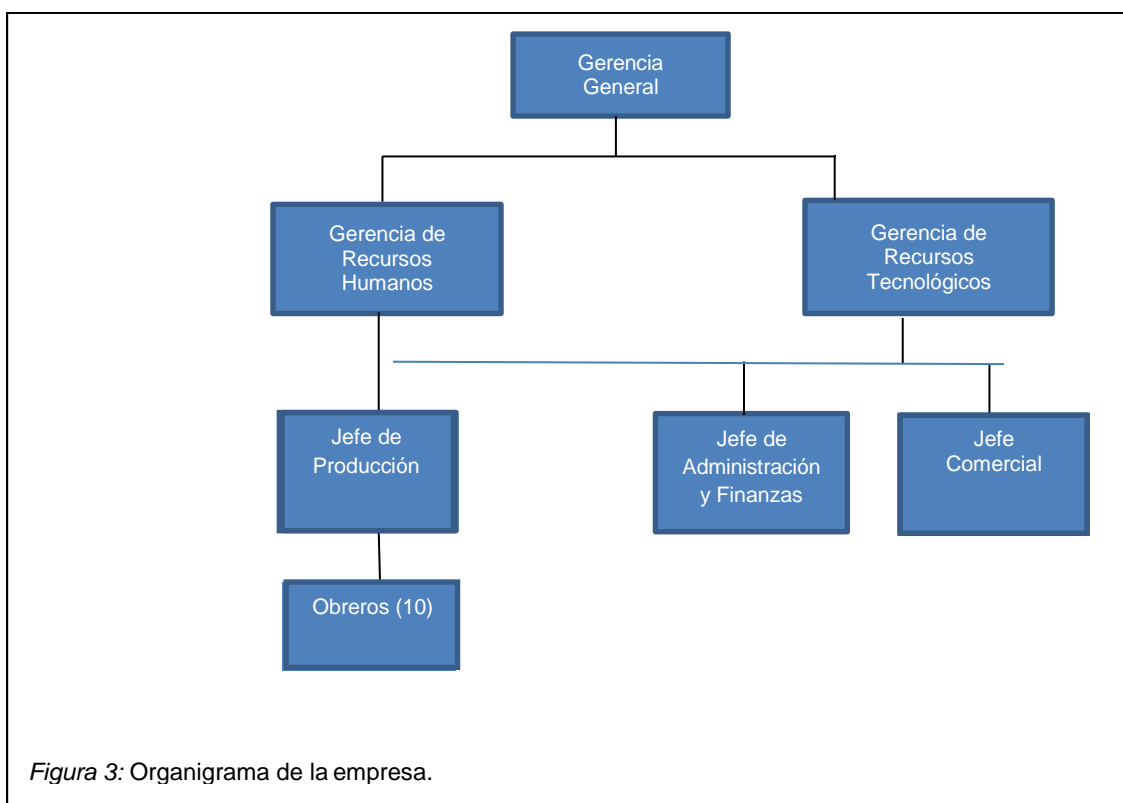 Gerencia
General
Gerencia de
Recursos
Humanos
Gerencia de
Recursos
Tecnológicos
Jefe de
Producción
Jefe de
Administración
y Finanzas
Jefe
Comercial
Obreros (10)
Figura 3: Organigrama de la empresa.